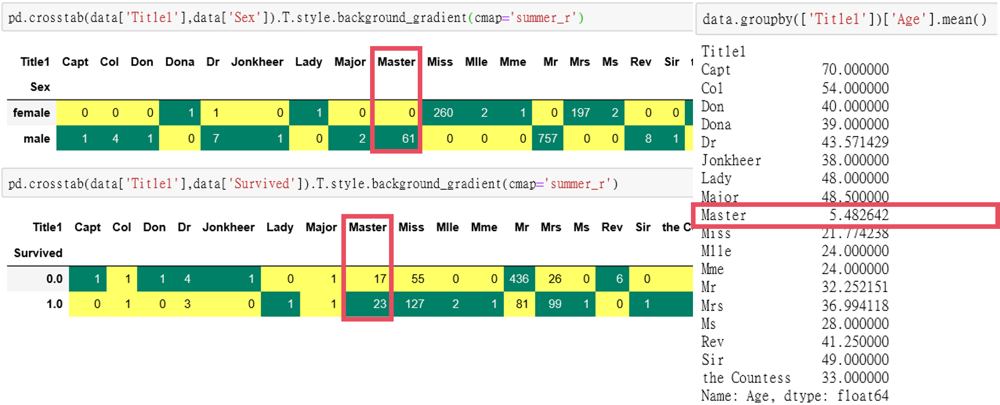 pd.crosstab(data['Title1'],data['Sex']).T.style.background_gradient(cmap='summer_r')
Title1 Capt Col Don Dona Dr Jonkheer Lady Major Master Miss Mlle Mme Mr Mrs Ms Rev Sir
Sex
female 0 0 0 1 1 0 1 0 0 260 2 1 0 197 2 0 0
male 1 4 1 0 7 1 0 2 61 0 0 0 757 0 0 8 1
pd.crosstab(data['Title1'],data['Survived']).T.style.background_gradient(cmap='summer_r')
Title1 Capt Col Don Dr Jonkheer Lady Major Master Miss Mlle Mme Mr Mrs Ms Rev Sir the C
Survived
0.0 1 1 1 4 1 0 1 17 55 0 0 436 26 0 6 0
1.0 0 1 0 3 0 1 1 23 127 2 1 81 99 1 0 1
data.groupby(['Title1'])['Age'].mean()
Title1
Capt 70.000000
Col 54.000000
Don 40.000000
Dona 39.000000
Dr 43.571429
Jonkheer 38.000000
Lady 48.000000
Major 48.500000
Master 5.482642
Miss 21.774238
Mlle 24.000000
Mme 24.000000
Mr 32.252151
Mrs 36.994118
Ms 28.000000
Rev 41.250000
Sir 49.000000
the Countess 33.000000
Name: Age, dtype: float64